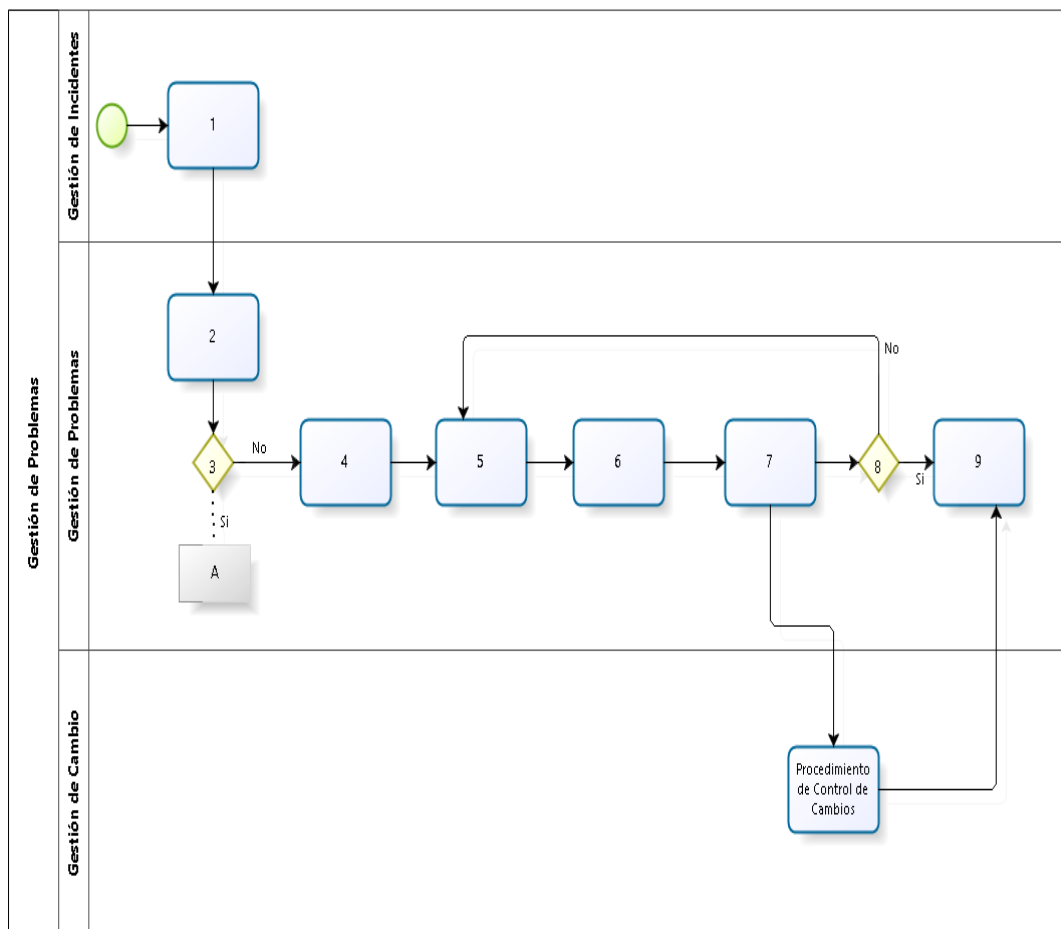 Gestión de Problemas
Gestión de Incidentes
1
Gestión de Problemas
2
No
3
No
4
5
6
7
8
Si
9
Si
A
Gestión de Cambio
Procedimiento
de Control de
Cambios